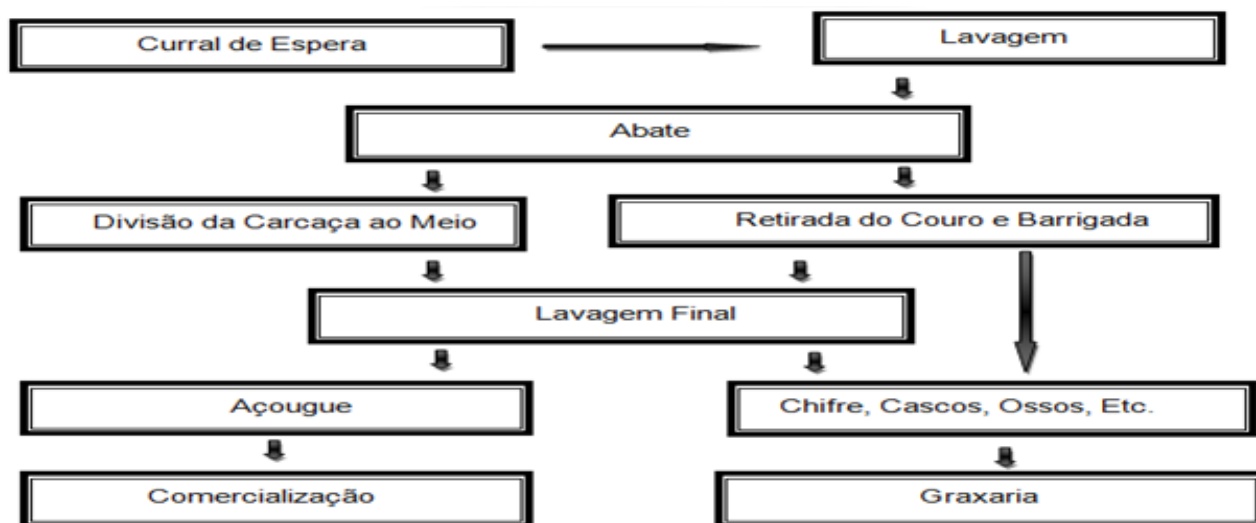 Curral de Espera
Lavagem
Abate
Divisão da Carcaça ao Meio
Retirada do Couro e Barrigada
Lavagem Final
Açougue
Chifre, Cascos, Ossos, Etc.
Comercialização
Graxaria